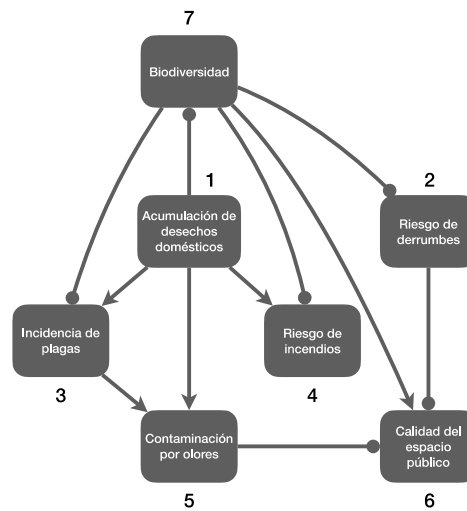 7
Biodiversidad
1
Acumulación de
desechos
domésticos
2
Riesgo de
derrumbes
Incidencia de
plagas
3
Riesgo de
incendios
4
Contaminación
por olores
5
Calidad del
espacio
público
6